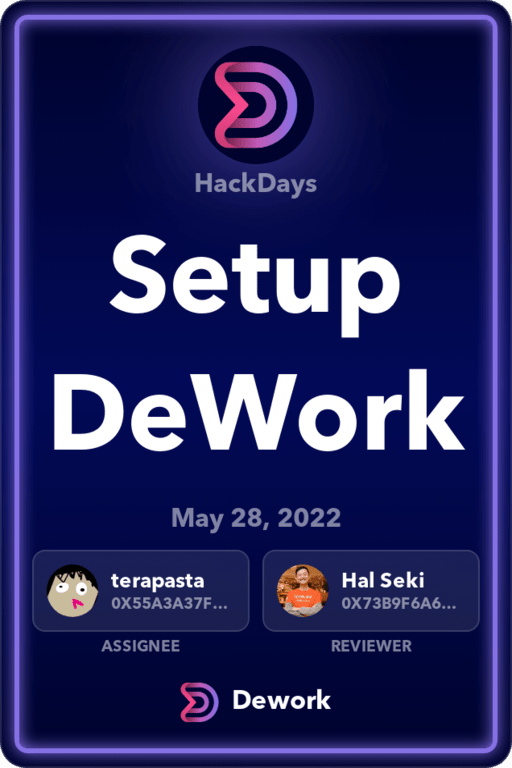 HackDays
Setup
DeWork
May 28, 2022
terapasta
0X55A3A37F...
Hal Seki
0X73B9F6A6...
ASSIGNEE
REVIEWER
Dework